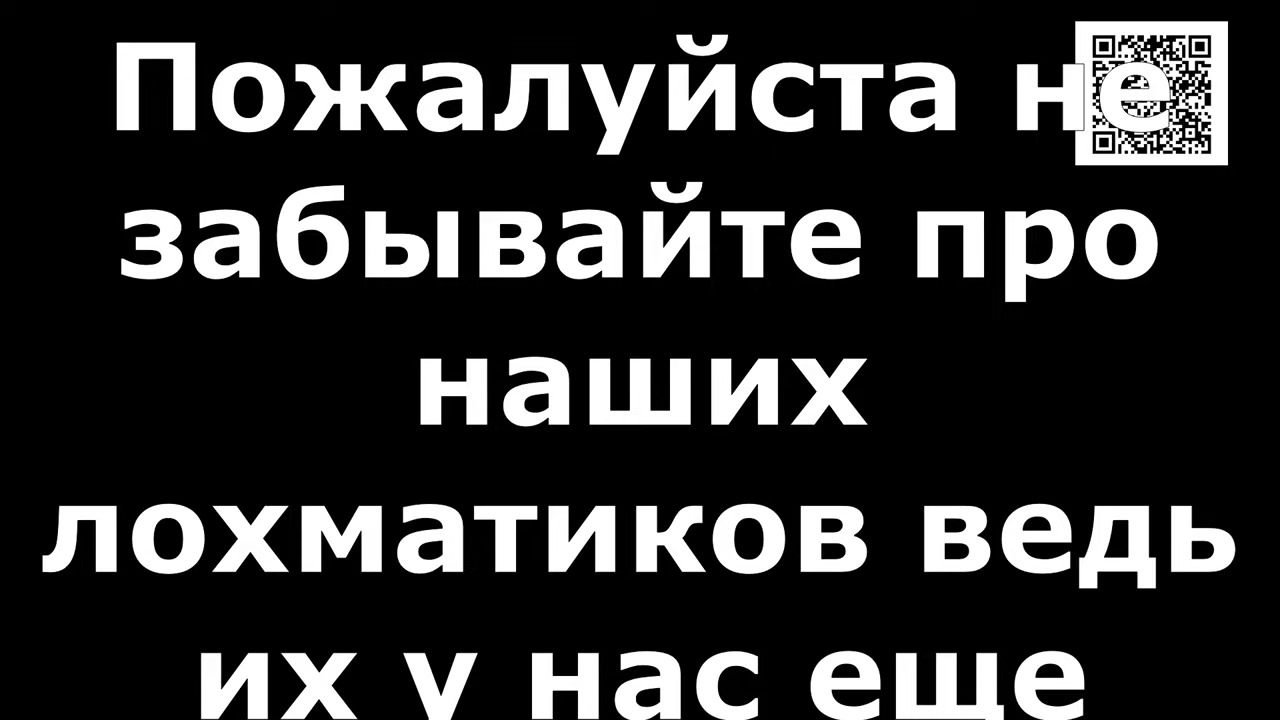 Пожалуйста не
забывайте про
наших
лохматиков ведь
их у нас еще